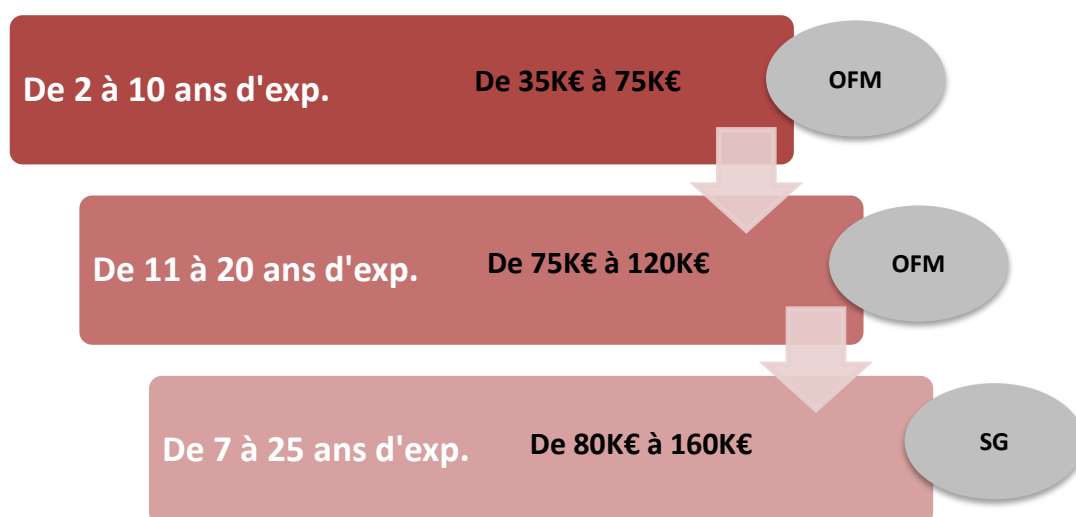 De 2 à 10 ans d'exp. De 35K€ à 75K€ OFM
De 11 à 20 ans d'exp. De 75K€ à 120K€ OFM
De 7 à 25 ans d'exp. De 80K€ à 160K€ SG